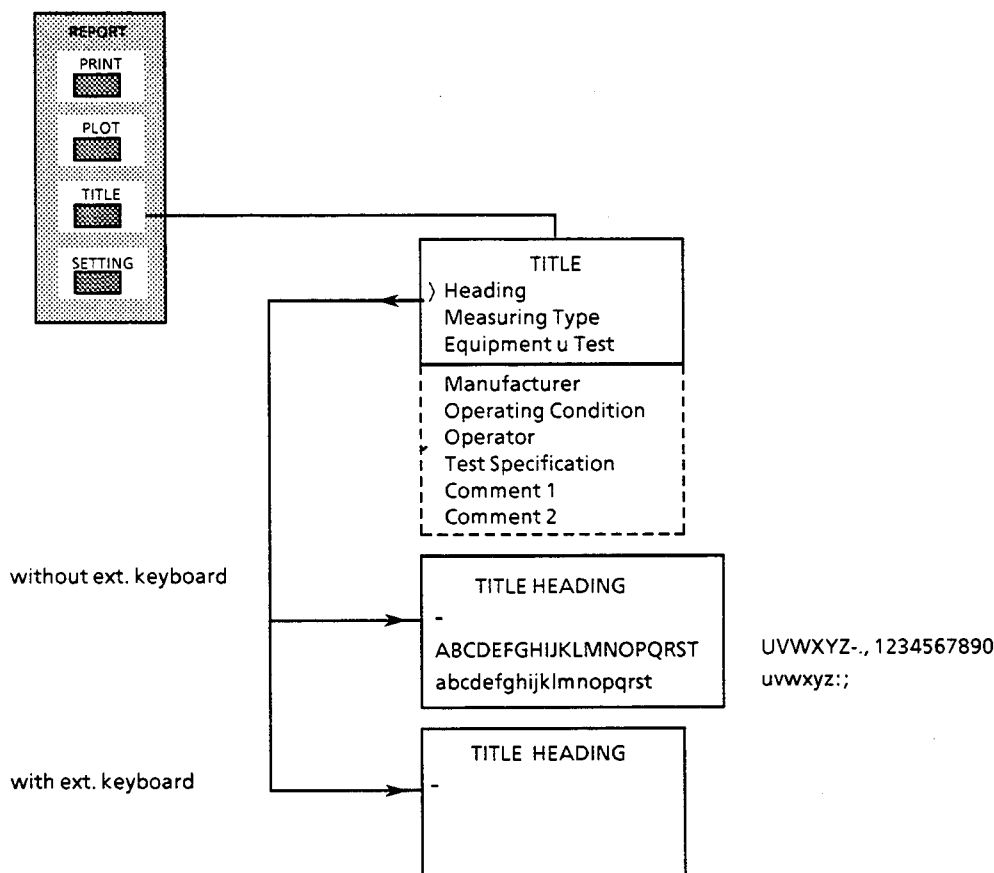 REPORT
PRINT
PLOT
TITLE
SETTING
TITLE
⟩ Heading
Measuring Type
Equipment u Test
Manufacturer
Operating Condition
Operator
Test Specification
Comment 1
Comment 2
without ext. keyboard
TITLE HEADING
-
ABCDEFGHIJKLMNOPQRST UVWXYZ-., 1234567890
abcdefghijklmnopqrst uvwxyz:;
with ext. keyboard
TITLE HEADING
-